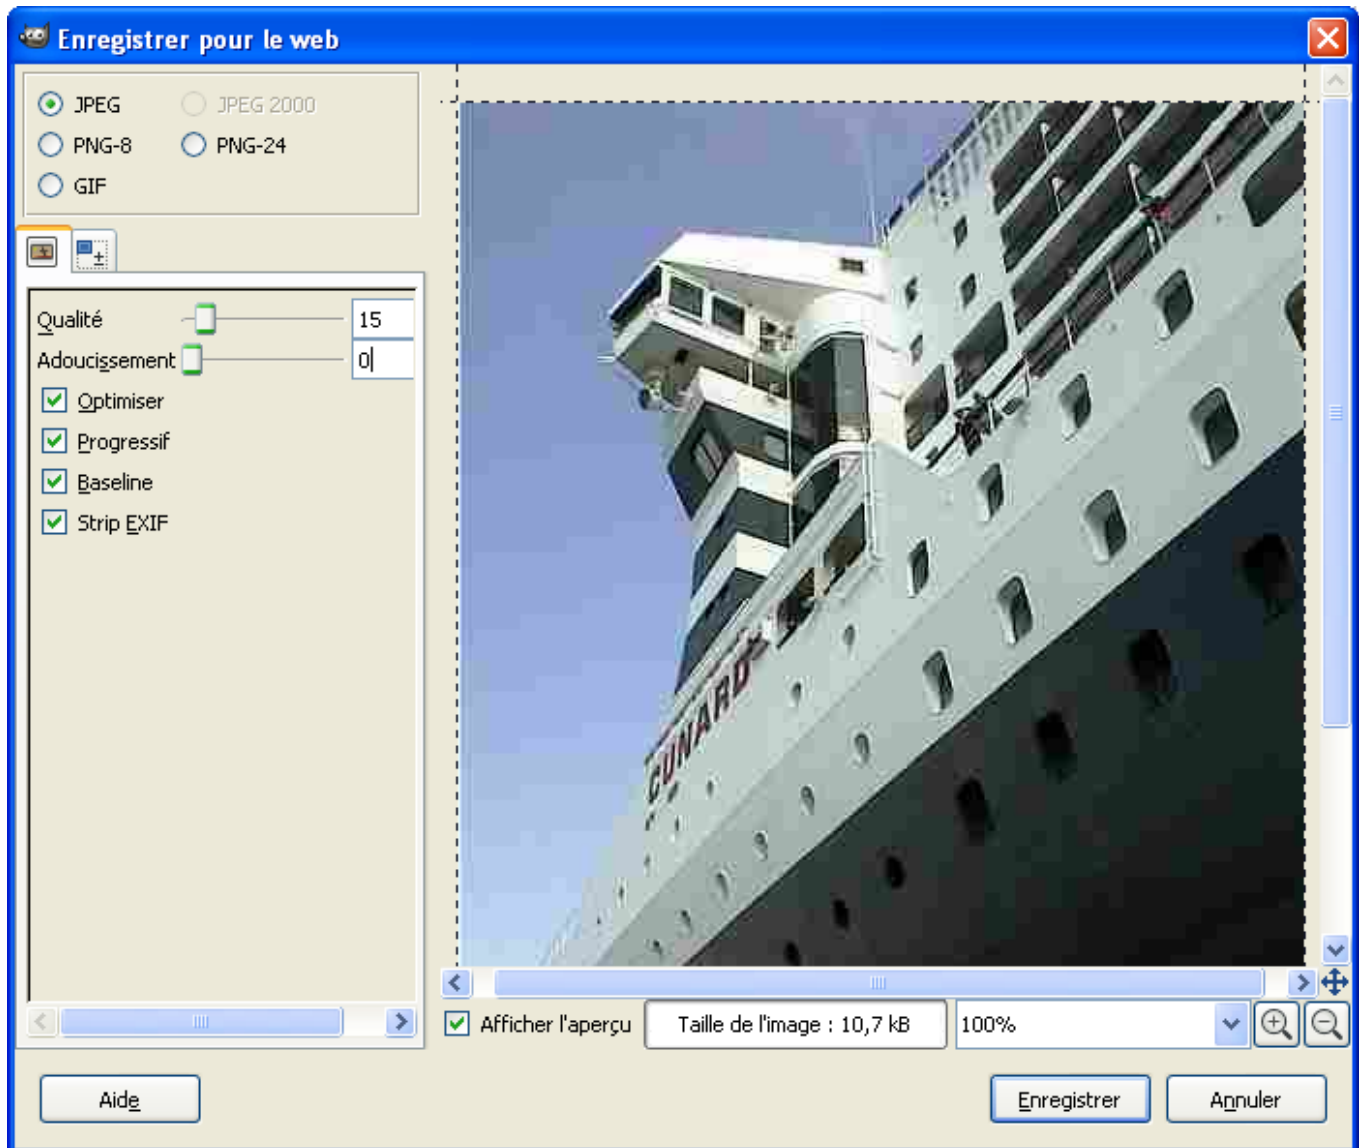 Enregistrer pour le web
JPEG
JPEG 2000
PNG-8
PNG-24
GIF
Qualité
15
Adoucissement
0
Optimiser
Progressif
Baseline
Strip EXIF
CUNARD
Afficher l'aperçu
Taille de l'image : 10,7 kB
100%
Aide
Enregistrer
Annuler